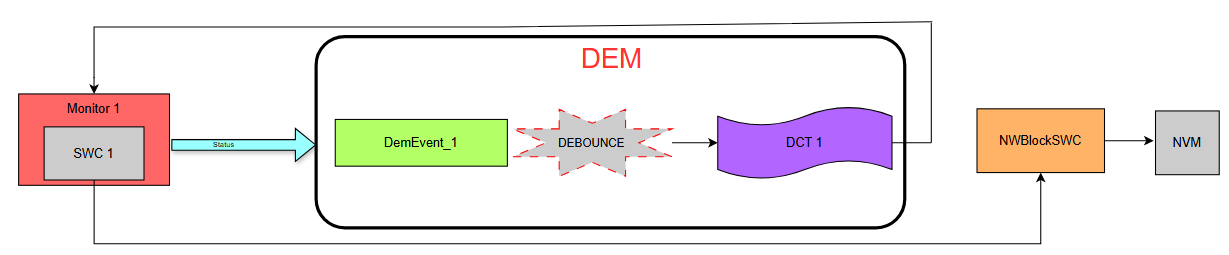 DEM
Monitor 1
SWC 1
Status
DemEvent_1
DEBOUNCE
DCT 1
NWBlockSWC
NVM